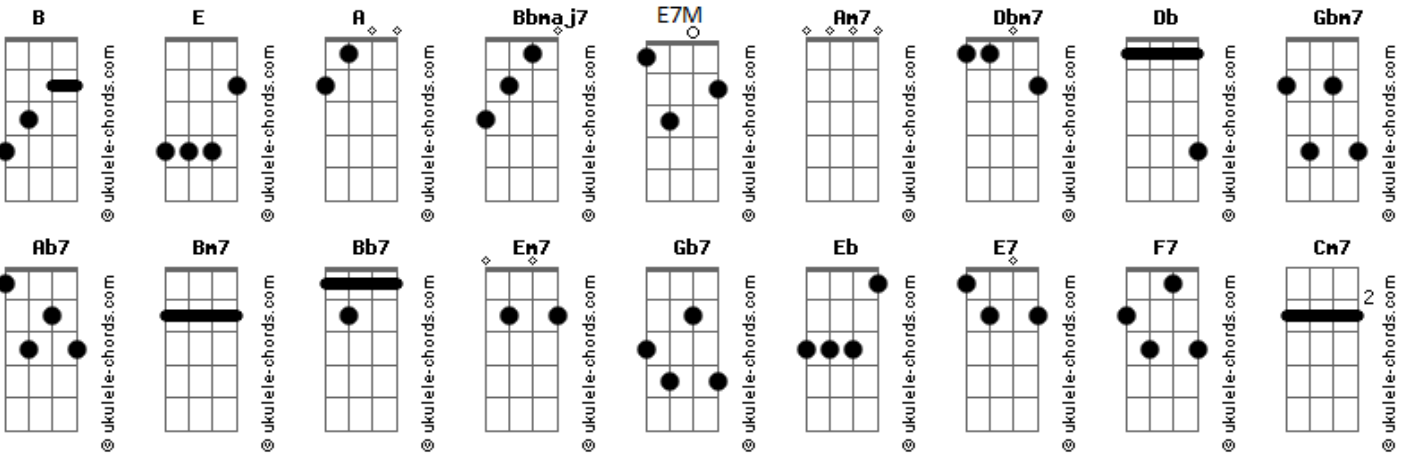 B E A Bbmaj7 E7M Am7 Dbm7 Db Gbm7
© ukulele-chords.com © ukulele-chords.com © ukulele-chords.com © ukulele-chords.com © ukulele-chords.com © ukulele-chords.com © ukulele-chords.com © ukulele-chords.com © ukulele-chords.com
Ab7 Bm7 Bb7 Em7 Gb7 Eb E7 F7 Cm7
2
© ukulele-chords.com © ukulele-chords.com © ukulele-chords.com © ukulele-chords.com © ukulele-chords.com © ukulele-chords.com © ukulele-chords.com © ukulele-chords.com © ukulele-chords.com